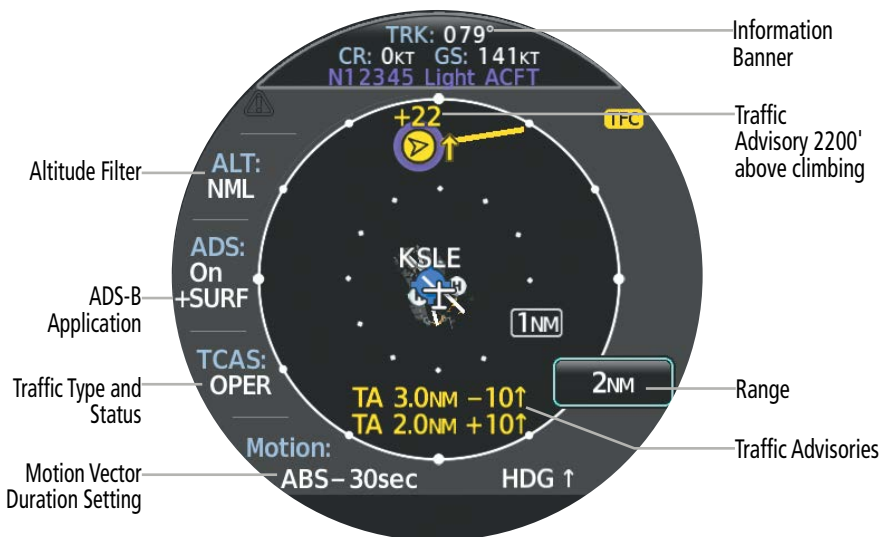 TRK: 079°
CR: 0KT GS: 141KT
N12345 Light ACFT
Information
Banner
+22
↑
TFC
Traffic
Advisory 2200'
above climbing
Altitude Filter
ALT:
NML
KSLE
H
ADS:
On
+SURF
ADS-B
Application
1NM
TCAS:
OPER
Traffic Type and
Status
2NM
Range
TA 3.0NM −10↑
TA 2.0NM +10↑
Traffic Advisories
Motion:
ABS−30sec
HDG ↑
Motion Vector
Duration Setting